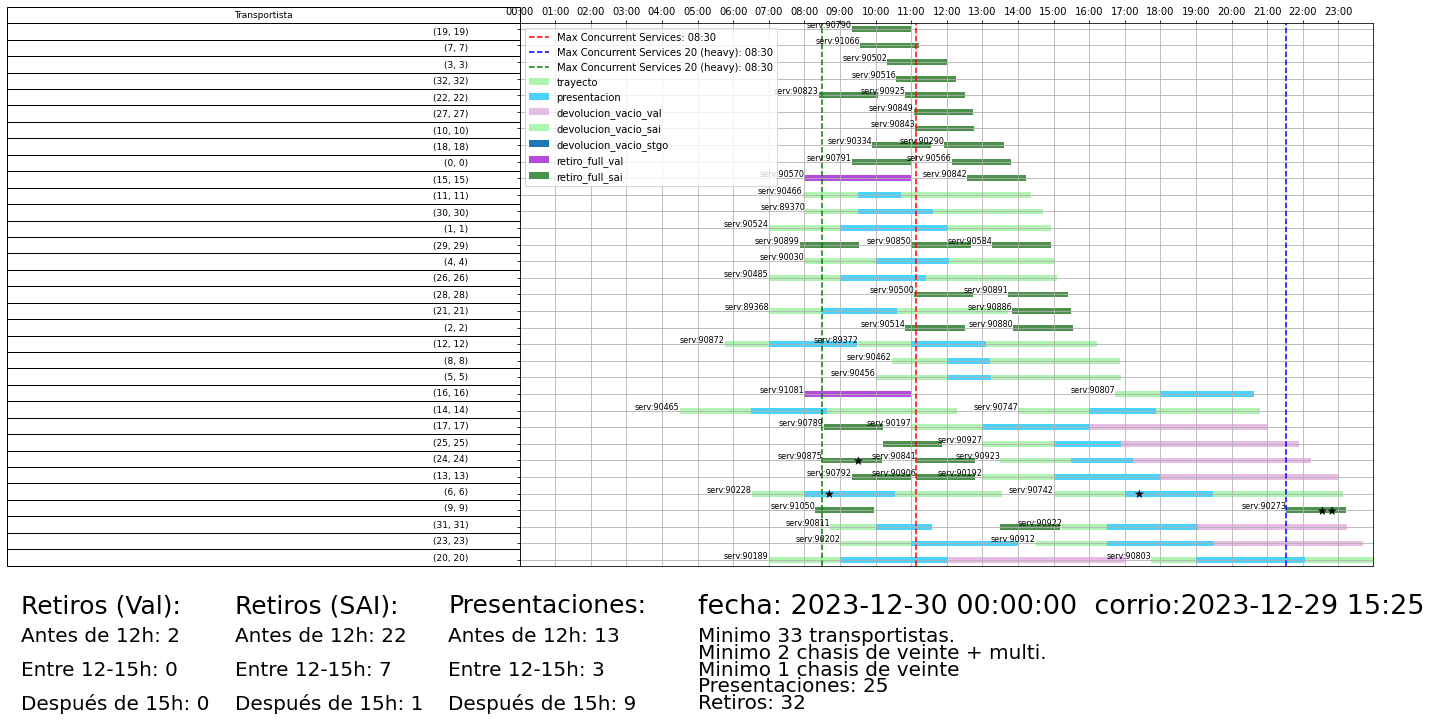 Transportista
00:00 01:00 02:00 03:00 04:00 05:00 06:00 07:00 08:00 09:00 10:00 11:00 12:00 13:00 14:00 15:00 16:00 17:00 18:00 19:00 20:00 21:00 22:00 23:00
Max Concurrent Services: 08:30
Max Concurrent Services 20 (heavy): 08:30
Max Concurrent Services 20 (heavy): 08:30
trayecto
presentacion
devolucion_vacio_val
devolucion_vacio_sai
devolucion_vacio_stgo
retiro_full_val
retiro_full_sai
(19, 19) serv:90790
(7, 7) serv:91066
(3, 3) serv:90502
(32, 32) serv:90516
(22, 22) serv:90823 serv:90925
(27, 27) serv:90849
(10, 10) serv:90843
(18, 18) serv:90334 serv:90290
(0, 0) serv:90791 serv:90566
(15, 15) serv:90570 serv:90842
(11, 11) serv:90466
(30, 30) serv:89370
(1, 1) serv:90524
(29, 29) serv:90899 serv:90850 serv:90584
(4, 4) serv:90030
(26, 26) serv:90485
(28, 28) serv:90500 serv:90891
(21, 21) serv:89368 serv:90886
(2, 2) serv:90514 serv:90880
(12, 12) serv:90872 serv:89372
(8, 8) serv:90462
(5, 5) serv:90456
(16, 16) serv:91081 serv:90807
(14, 14) serv:90465 serv:90747
(17, 17) serv:90789 serv:90197
(25, 25) serv:90927
(24, 24) serv:90875 serv:90841 serv:90923
(13, 13) serv:90792 serv:90906 serv:90192
(6, 6) serv:90228 serv:90742
(9, 9) serv:91050 serv:90273
(31, 31) serv:90811 serv:90922
(23, 23) serv:90202 serv:90912
(20, 20) serv:90189 serv:90803
Retiros (Val):
Antes de 12h: 2
Entre 12-15h: 0
Después de 15h: 0
Retiros (SAI):
Antes de 12h: 22
Entre 12-15h: 7
Después de 15h: 1
Presentaciones:
Antes de 12h: 13
Entre 12-15h: 3
Después de 15h: 9
fecha: 2023-12-30 00:00:00 corrio:2023-12-29 15:25
Minimo 33 transportistas.
Minimo 2 chasis de veinte + multi.
Minimo 1 chasis de veinte
Presentaciones: 25
Retiros: 32